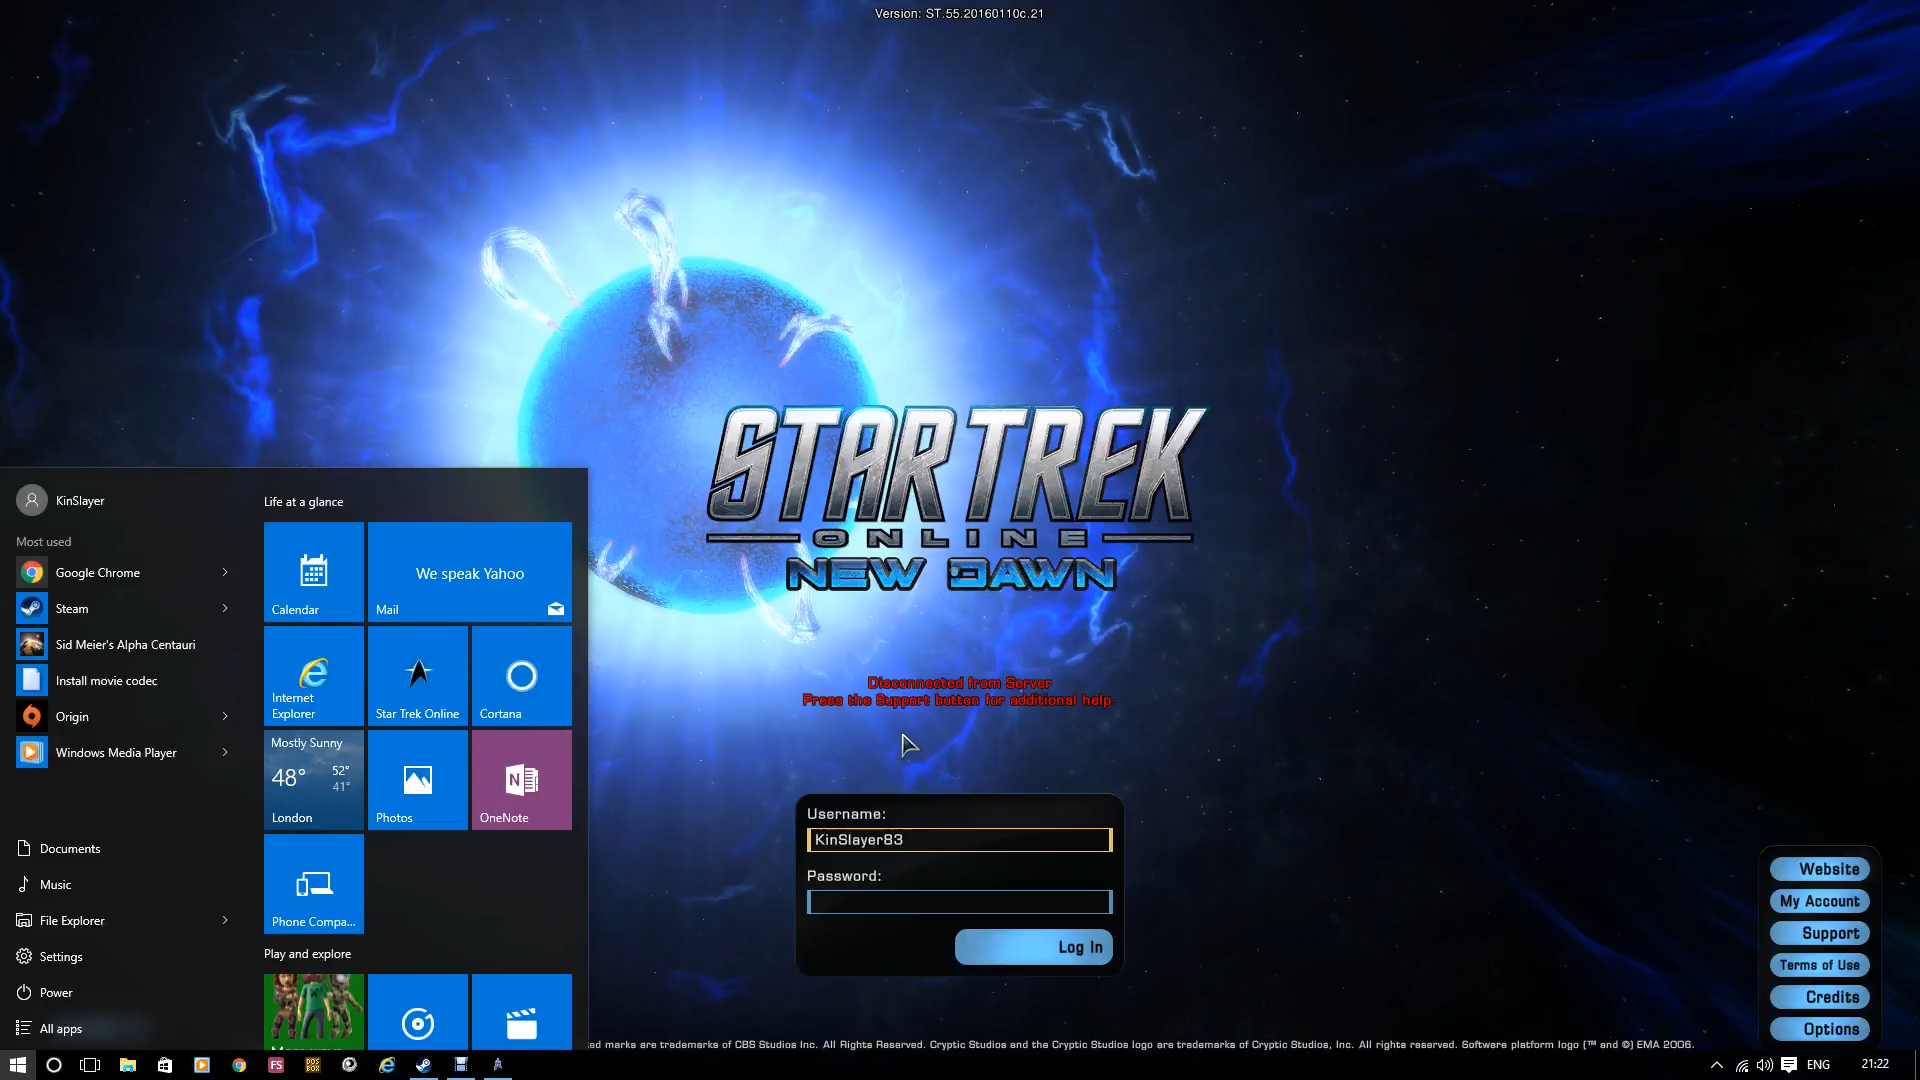 Version: ST.55.20160110c.21
STAR TREK
ONLINE
NEW DAWN
Disconnected from Server
Press the Support button for additional help.
Username:
KinSlayer83
Password:
Log In
Website
My Account
Support
Terms of Use
Credits
Options
KinSlayer
Most used
Google Chrome
Steam
Sid Meier's Alpha Centauri
Install movie codec
Origin
Windows Media Player
Documents
Music
File Explorer
Settings
Power
All apps
Life at a glance
Calendar
We speak Yahoo
Mail
Internet
Explorer
Star Trek Online
Cortana
Mostly Sunny
48°
52°
41°
London
Photos
N
OneNote
Phone Compa...
Play and explore
marks are trademarks of CBS Studios Inc. All Rights Reserved. Cryptic Studios and the Cryptic Studios logo are trademarks of Cryptic Studios, Inc. All rights reserved. Software platform logo (™ and ©) EMA 2006.
FS
DOS
BOX
ENG
21:22